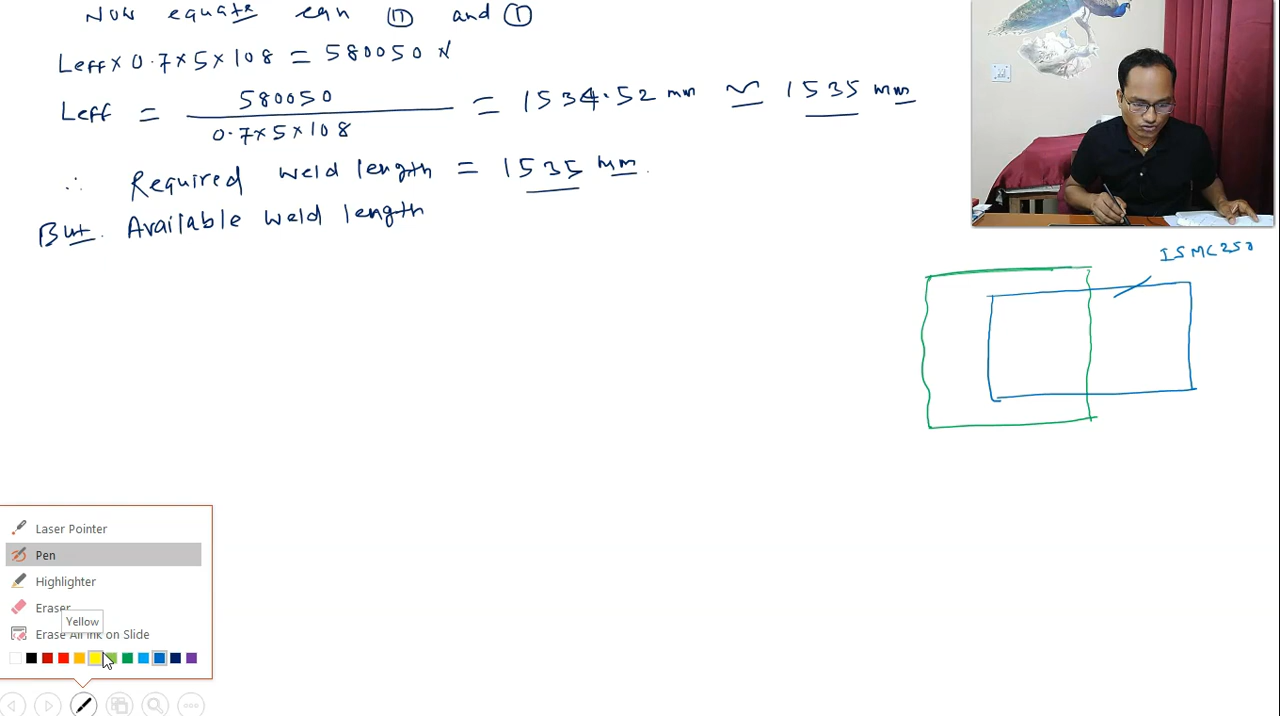 Now equate eqn (II) and (I)
Leff × 0.7 × 5 × 108 = 580050 N
Leff = 580050 / 0.7 × 5 × 108 = 1534.52 mm ≃ 1535 mm
∴ Required weld length = 1535 mm.
But. Available weld length
ISMC250
Laser Pointer
Pen
Highlighter
Eraser
Yellow
Erase All Ink on Slide